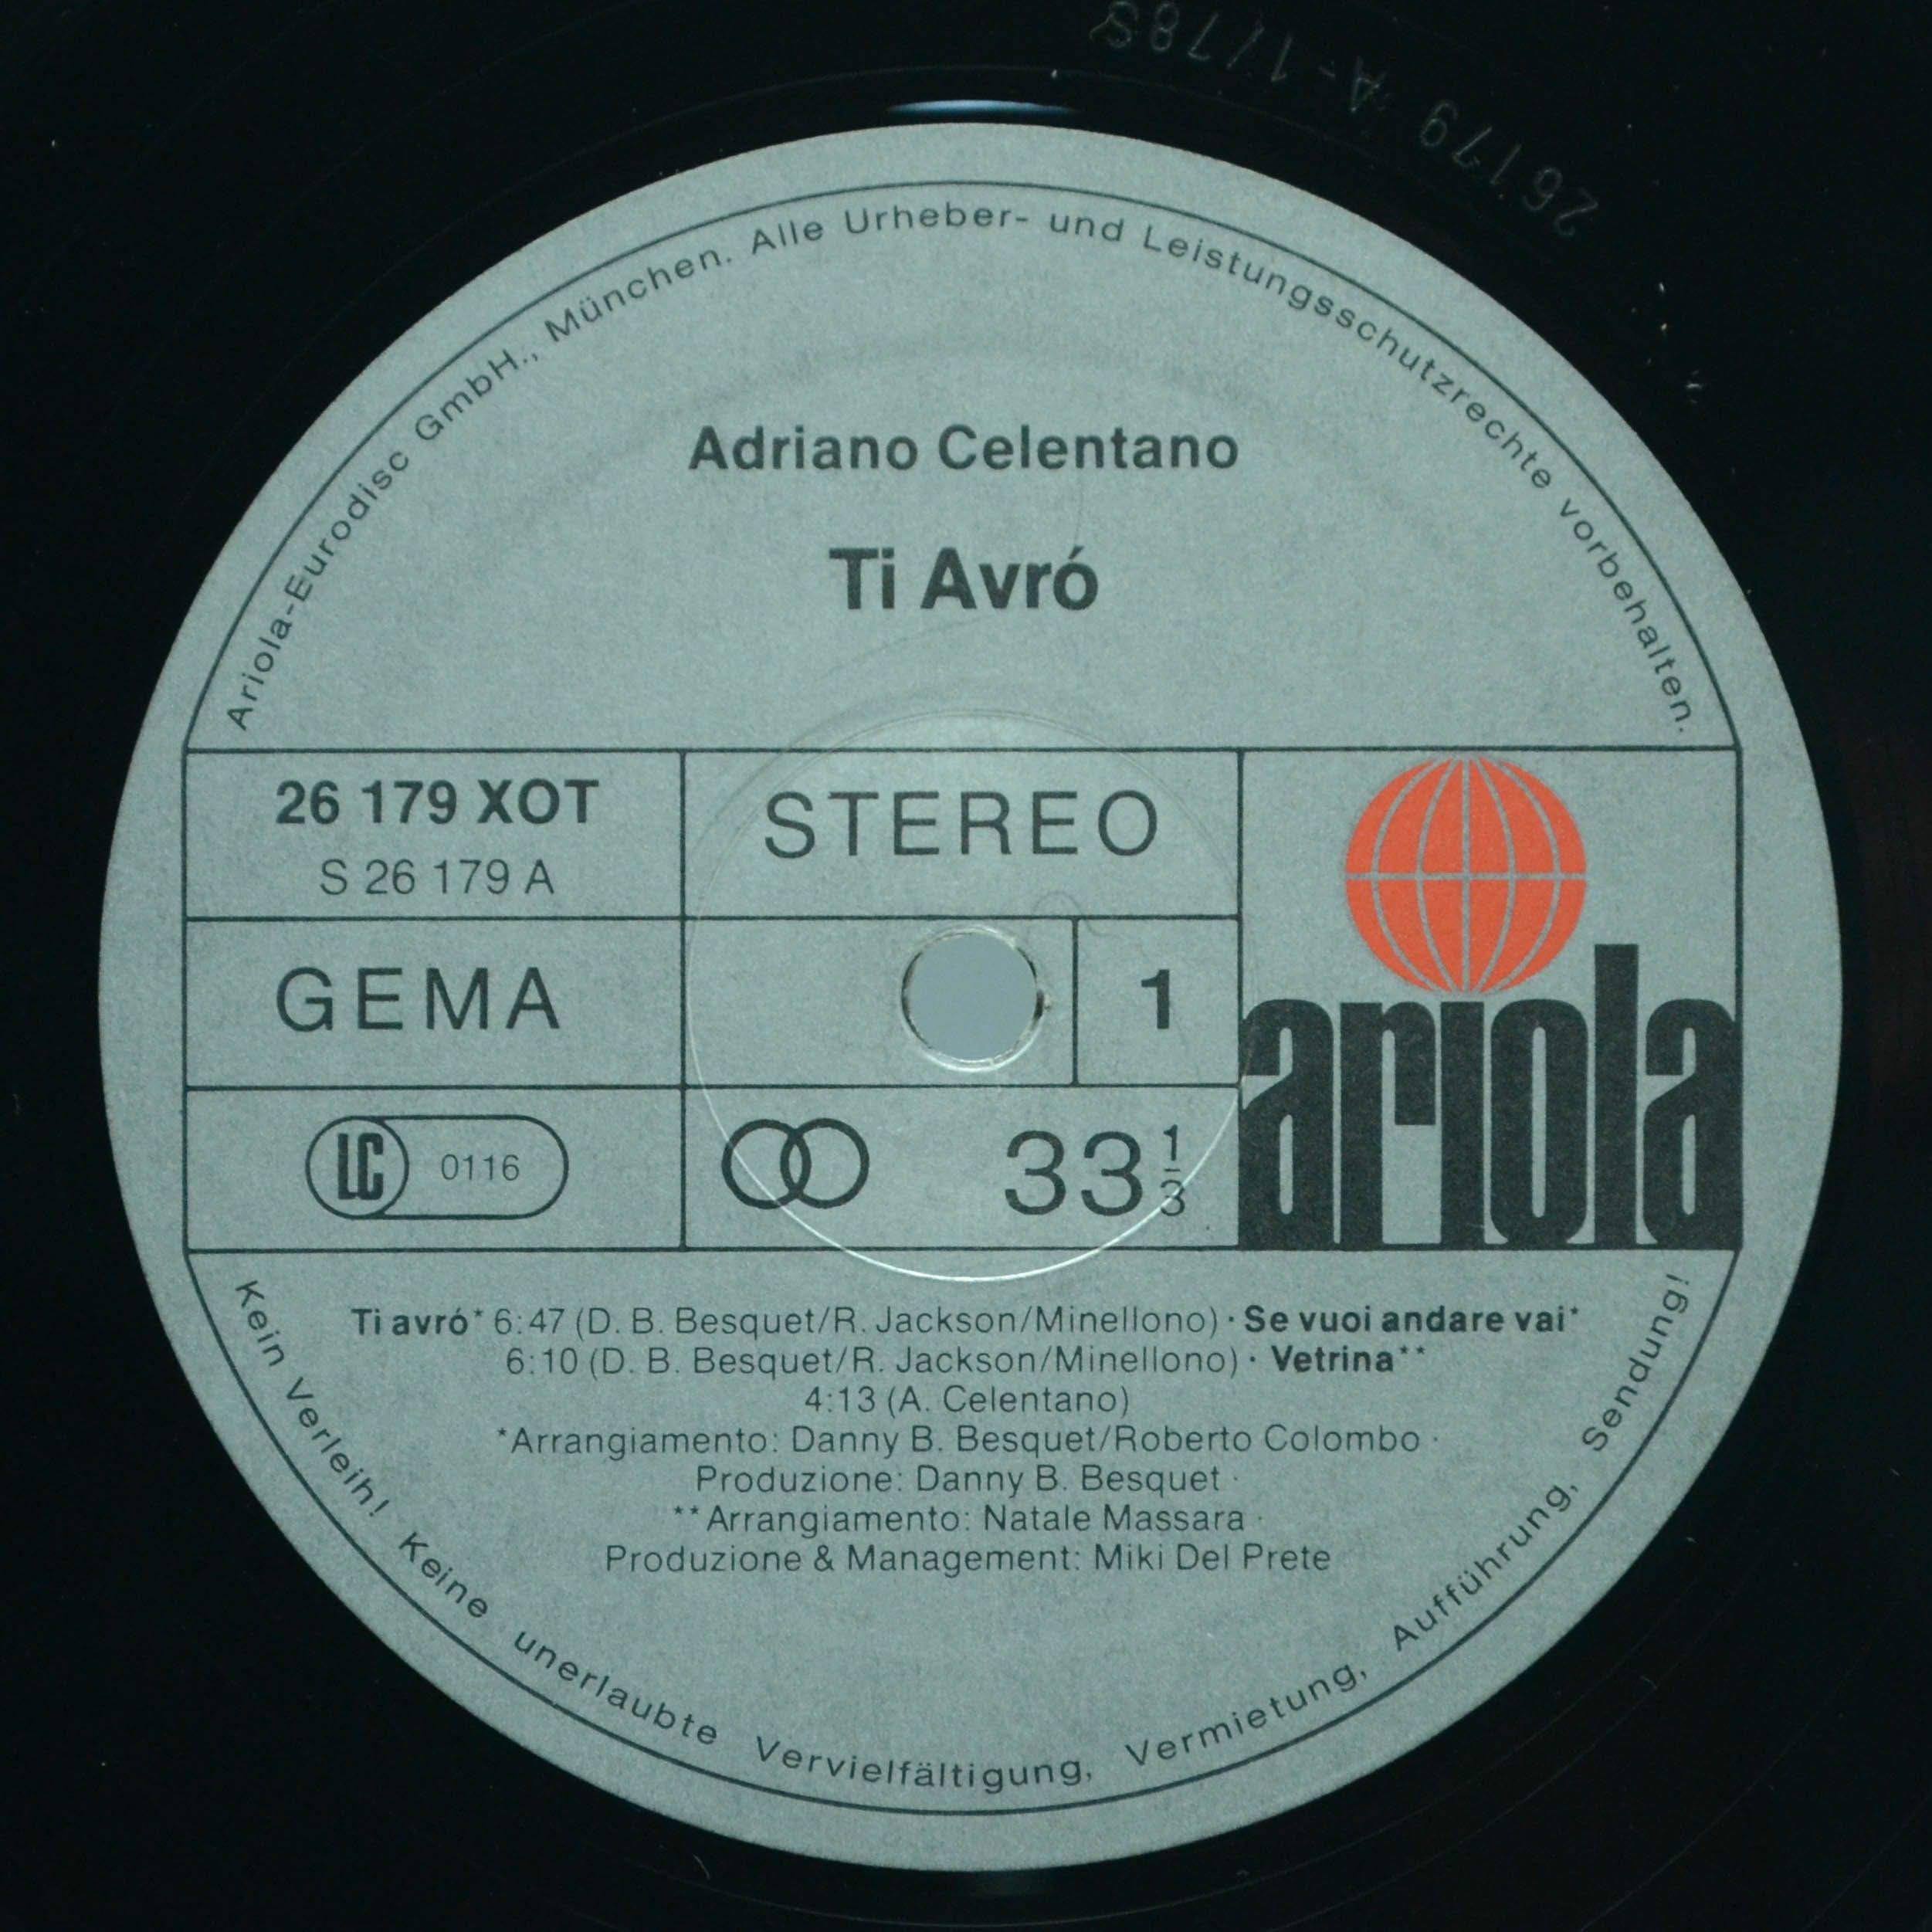 26179 A-1/78S
Ariola-Eurodisc GmbH., München. Alle Urheber- und Leistungsschutzrechte vorbehalten.
Adriano Celentano
Ti Avró
26 179 XOT
S 26 179 A
STEREO
GEMA
1
LC 0116
33 1/3
ariola
Ti avró* 6:47 (D. B. Besquet/R. Jackson/Minellono) · Se vuoi andare vai*
6:10 (D. B. Besquet/R. Jackson/Minellono) · Vetrina**
4:13 (A. Celentano)
*Arrangiamento: Danny B. Besquet/Roberto Colombo ·
Produzione: Danny B. Besquet ·
**Arrangiamento: Natale Massara ·
Produzione & Management: Miki Del Prete
Kein Verleih! Keine unerlaubte Vervielfältigung, Vermietung, Aufführung, Sendung!